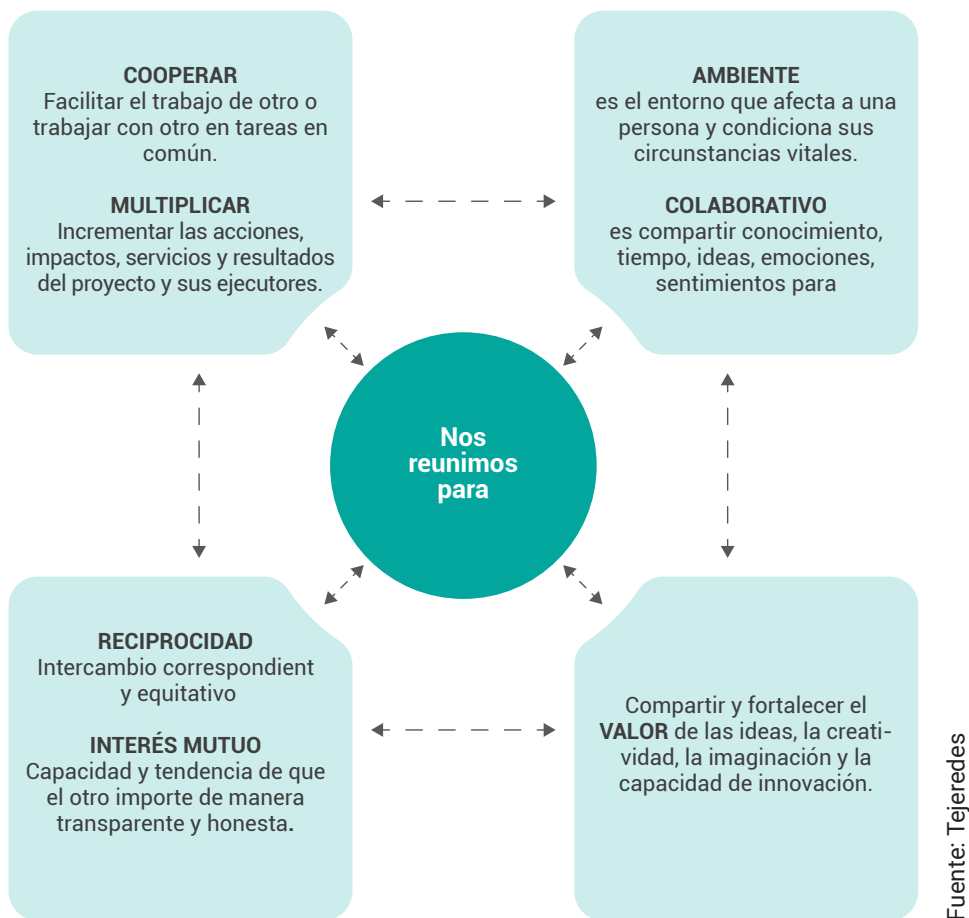 COOPERAR
Facilitar el trabajo de otro o
trabajar con otro en tareas en
común.
MULTIPLICAR
Incrementar las acciones,
impactos, servicios y resultados
del proyecto y sus ejecutores.
AMBIENTE
es el entorno que afecta a una
persona y condiciona sus
circunstancias vitales.
COLABORATIVO
es compartir conocimiento,
tiempo, ideas, emociones,
sentimientos para
Nos
reunimos
para
RECIPROCIDAD
Intercambio correspondient
y equitativo
INTERÉS MUTUO
Capacidad y tendencia de que
el otro importe de manera
transparente y honesta.
Compartir y fortalecer el
VALOR de las ideas, la creati-
vidad, la imaginación y la
capacidad de innovación.
Fuente: Tejeredes